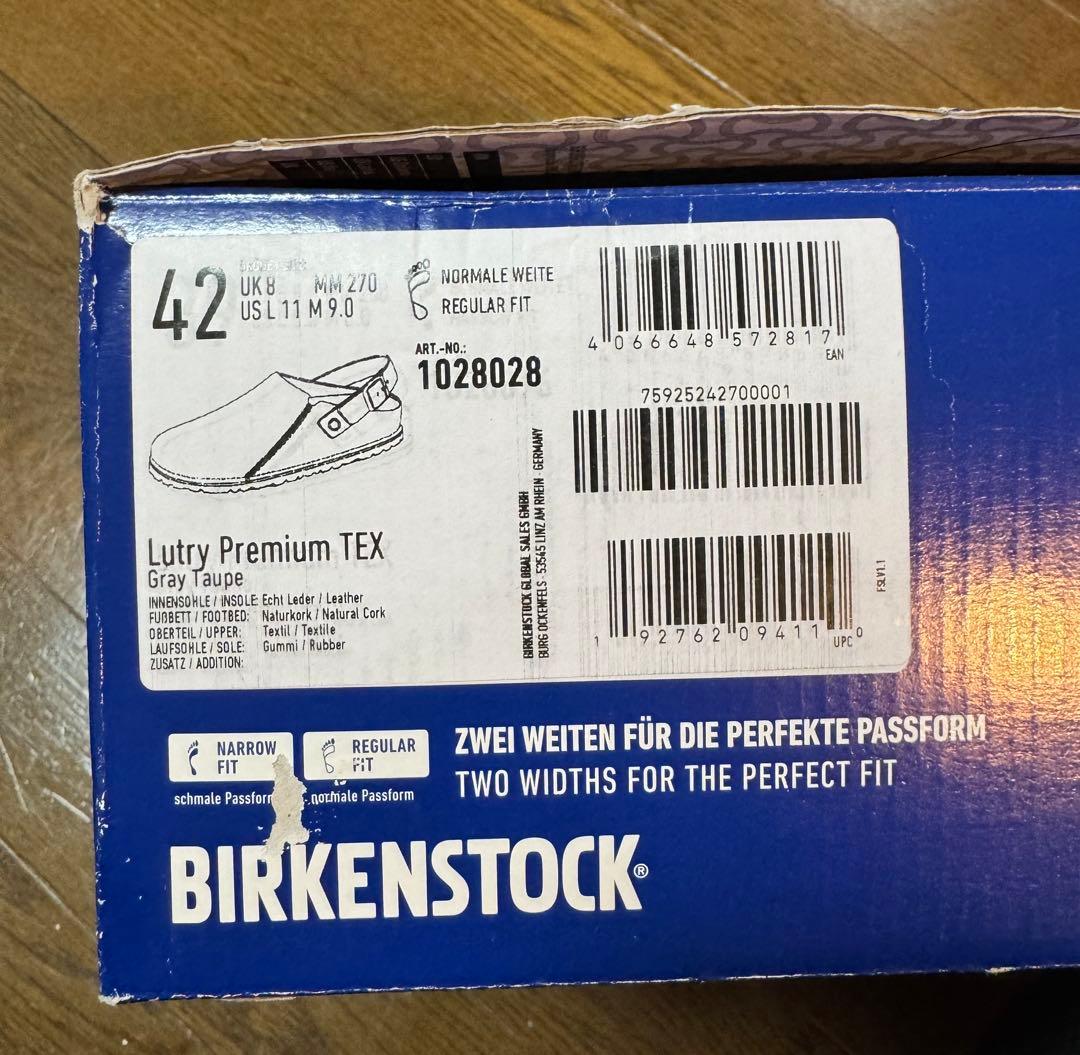 42
UK 8 MM 270
US L 11 M 9.0
NORMALE WEITE
REGULAR FIT
ART.-NO.:
1028028
4 066648 572817
EAN
75925242700001
1 92762 09411 0
UPC
FSLV1.1
BIRKENSTOCK GLOBAL SALES GMBH
BURG OCKENFELS - 53545 LINZ AM RHEIN - GERMANY
Lutry Premium TEX
Gray Taupe
INNENSOHLE / INSOLE: Echt Leder / Leather
FUßBETT / FOOTBED: Naturkork / Natural Cork
OBERTEIL / UPPER: Textil / Textile
LAUFSOHLE / SOLE: Gummi / Rubber
ZUSATZ / ADDITION:
NARROW
FIT
schmale Passform
REGULAR
FIT
normale Passform
ZWEI WEITEN FÜR DIE PERFEKTE PASSFORM
TWO WIDTHS FOR THE PERFECT FIT
BIRKENSTOCK®